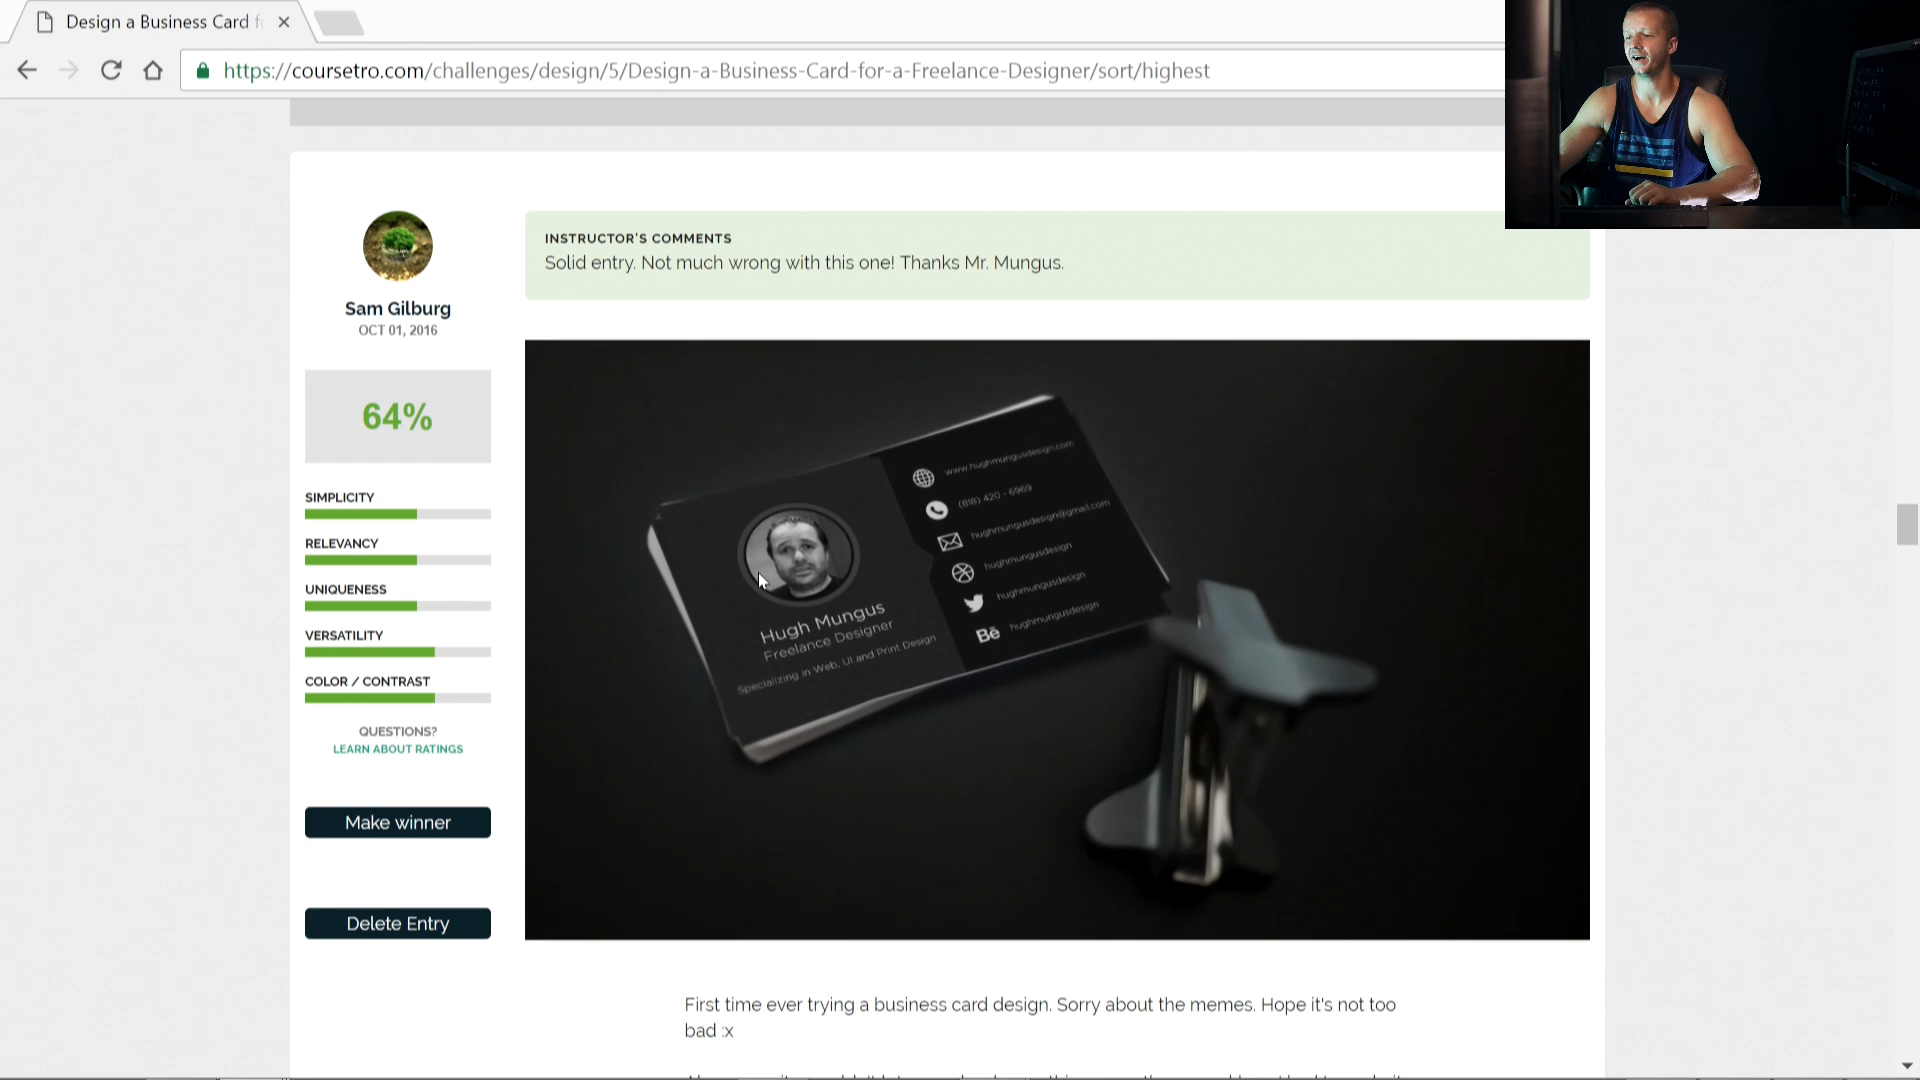 Design a Business Card f
https://coursetro.com/challenges/design/5/Design-a-Business-Card-for-a-Freelance-Designer/sort/highest
Sam Gilburg
OCT 01, 2016
64%
SIMPLICITY
RELEVANCY
UNIQUENESS
VERSATILITY
COLOR / CONTRAST
QUESTIONS?
LEARN ABOUT RATINGS
Make winner
Delete Entry
INSTRUCTOR'S COMMENTS
Solid entry. Not much wrong with this one! Thanks Mr. Mungus.
Hugh Mungus
Freelance Designer
Specializing in Web, UI and Print Design
www.hughmungusdesign.com
(818) 420 - 6969
hughmungusdesign@gmail.com
hughmungusdesign
hughmungusdesign
Bē hughmungusdesign
First time ever trying a business card design. Sorry about the memes. Hope it's not too
bad :x